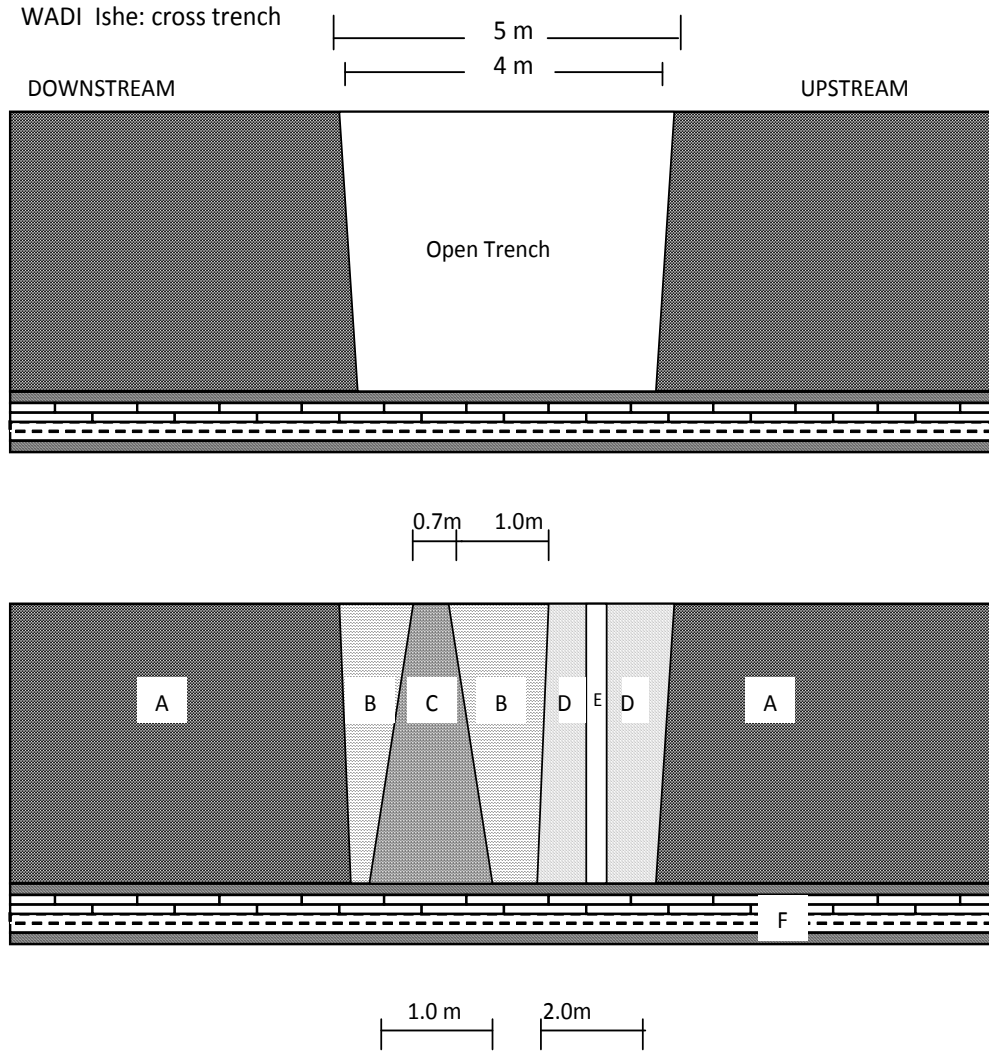 WADI Ishe: cross trench
5 m
4 m
DOWNSTREAM UPSTREAM
Open Trench
0.7m 1.0m
A B C B D E D A
F
1.0 m 2.0m